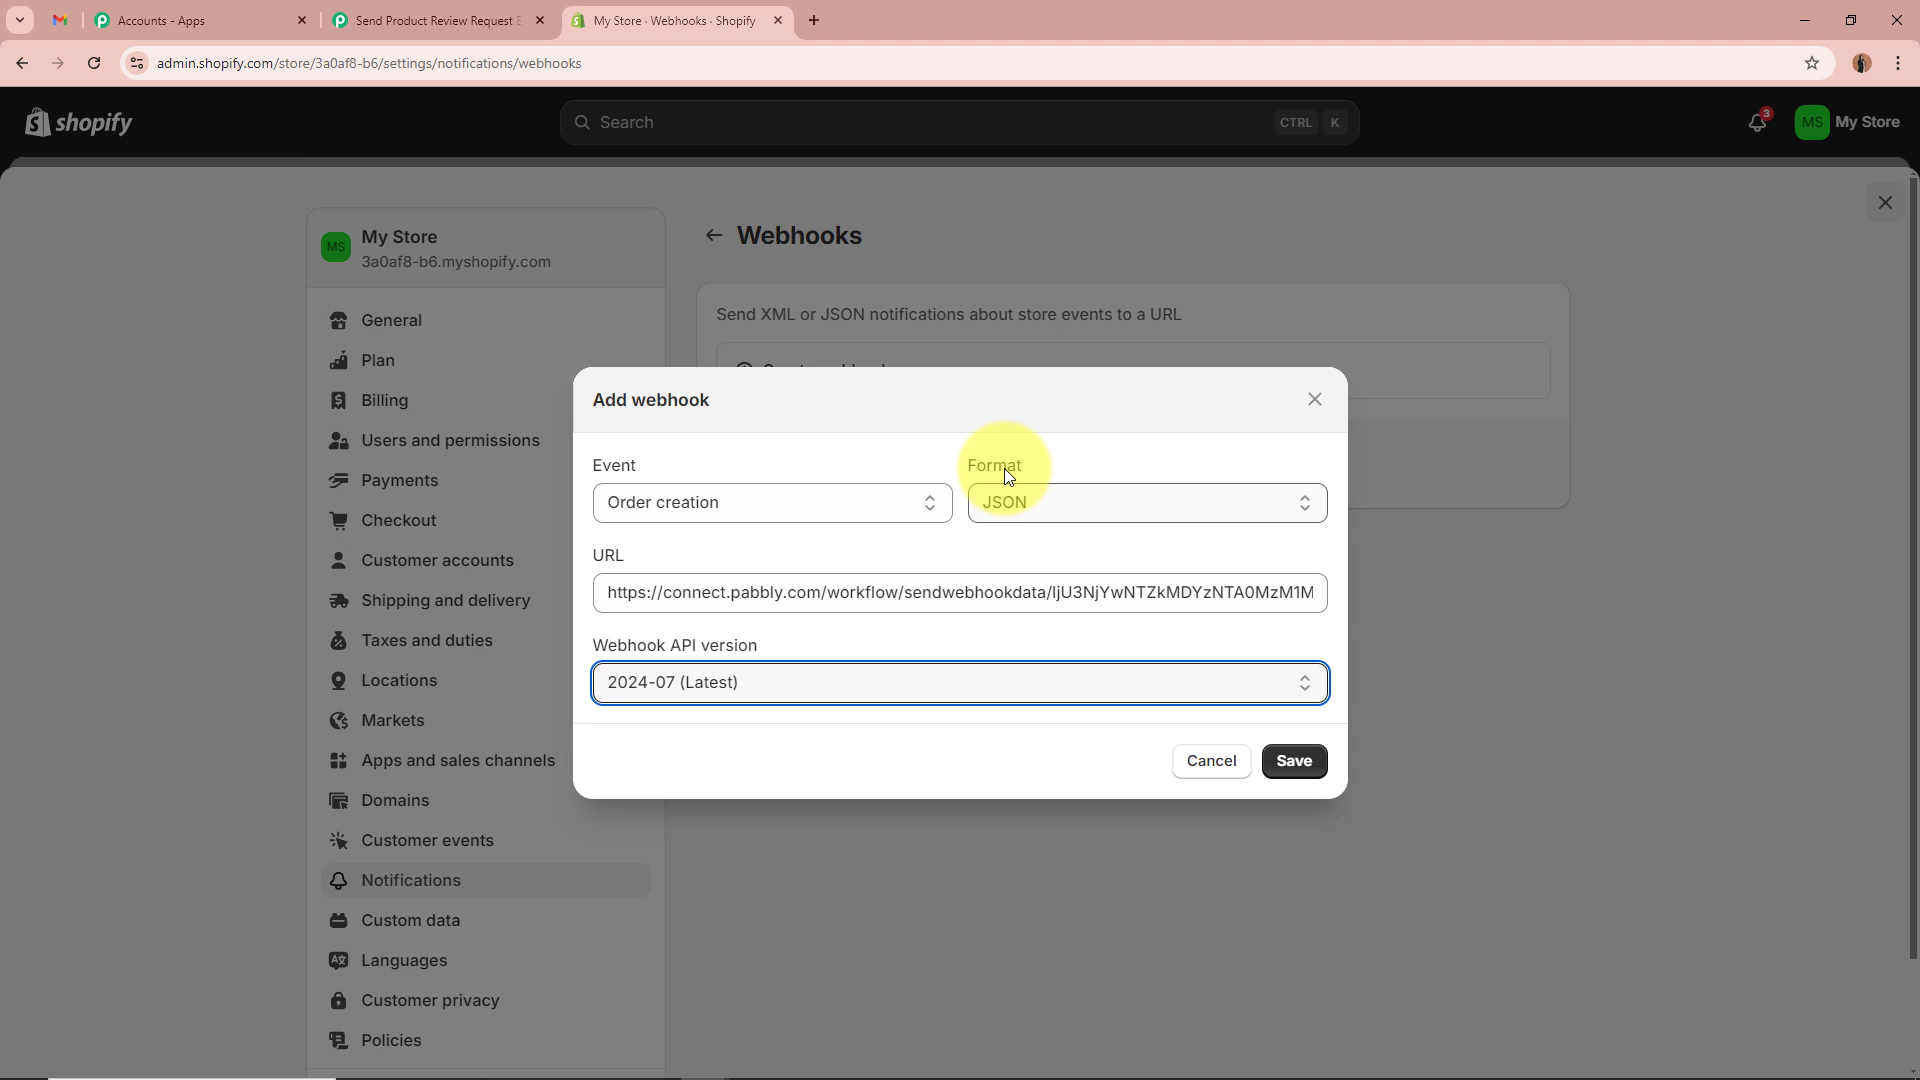 Accounts - Apps
Send Product Review Request E
My Store · Webhooks · Shopify
admin.shopify.com/store/3a0af8-b6/settings/notifications/webhooks
shopify
Search
CTRL K
3
MS
My Store
MS
My Store
3a0af8-b6.myshopify.com
General
Plan
Billing
Users and permissions
Payments
Checkout
Customer accounts
Shipping and delivery
Taxes and duties
Locations
Markets
Apps and sales channels
Domains
Customer events
Notifications
Custom data
Languages
Customer privacy
Policies
Webhooks
Send XML or JSON notifications about store events to a URL
Add webhook
Event
Format
Order creation
JSON
URL
https://connect.pabbly.com/workflow/sendwebhookdata/IjU3NjYwNTZkMDYzNTA0MzM1M
Webhook API version
2024-07 (Latest)
Cancel
Save